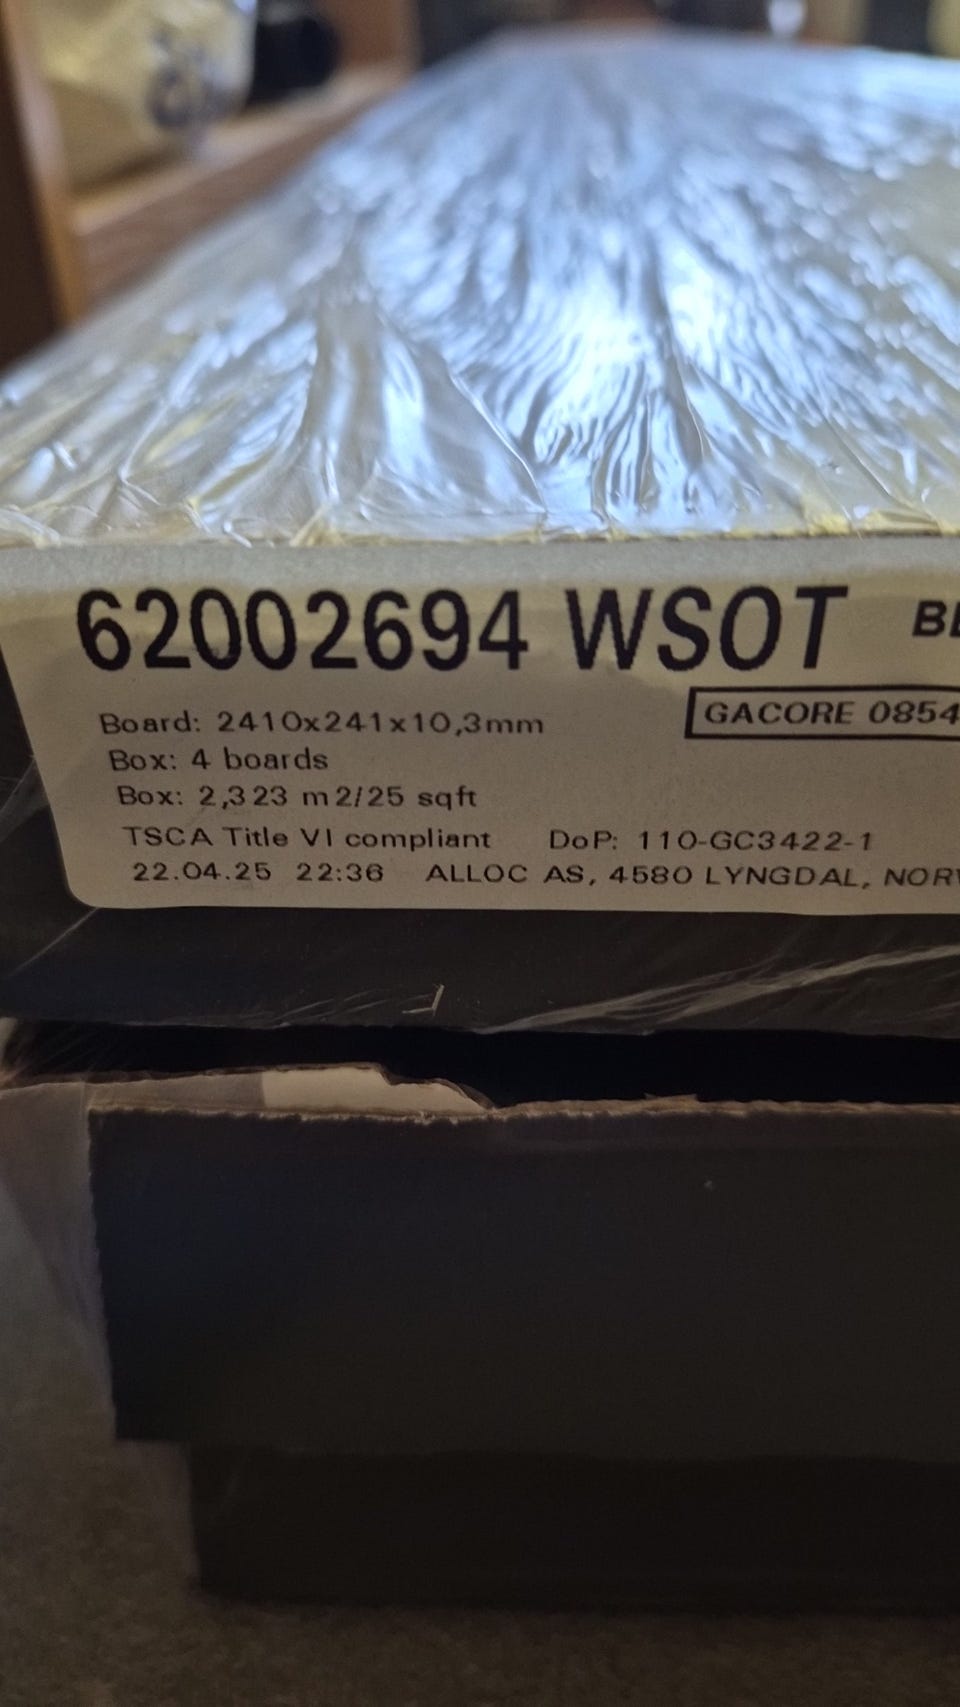 62002694 WSOT
GACORE 0854
Board: 2410x241x10,3mm
Box: 4 boards
Box: 2,323 m2/25 sqft
TSCA Title VI compliant DoP: 110-GC3422-1
22.04.25 22:36 ALLOC AS, 4580 LYNGDAL,